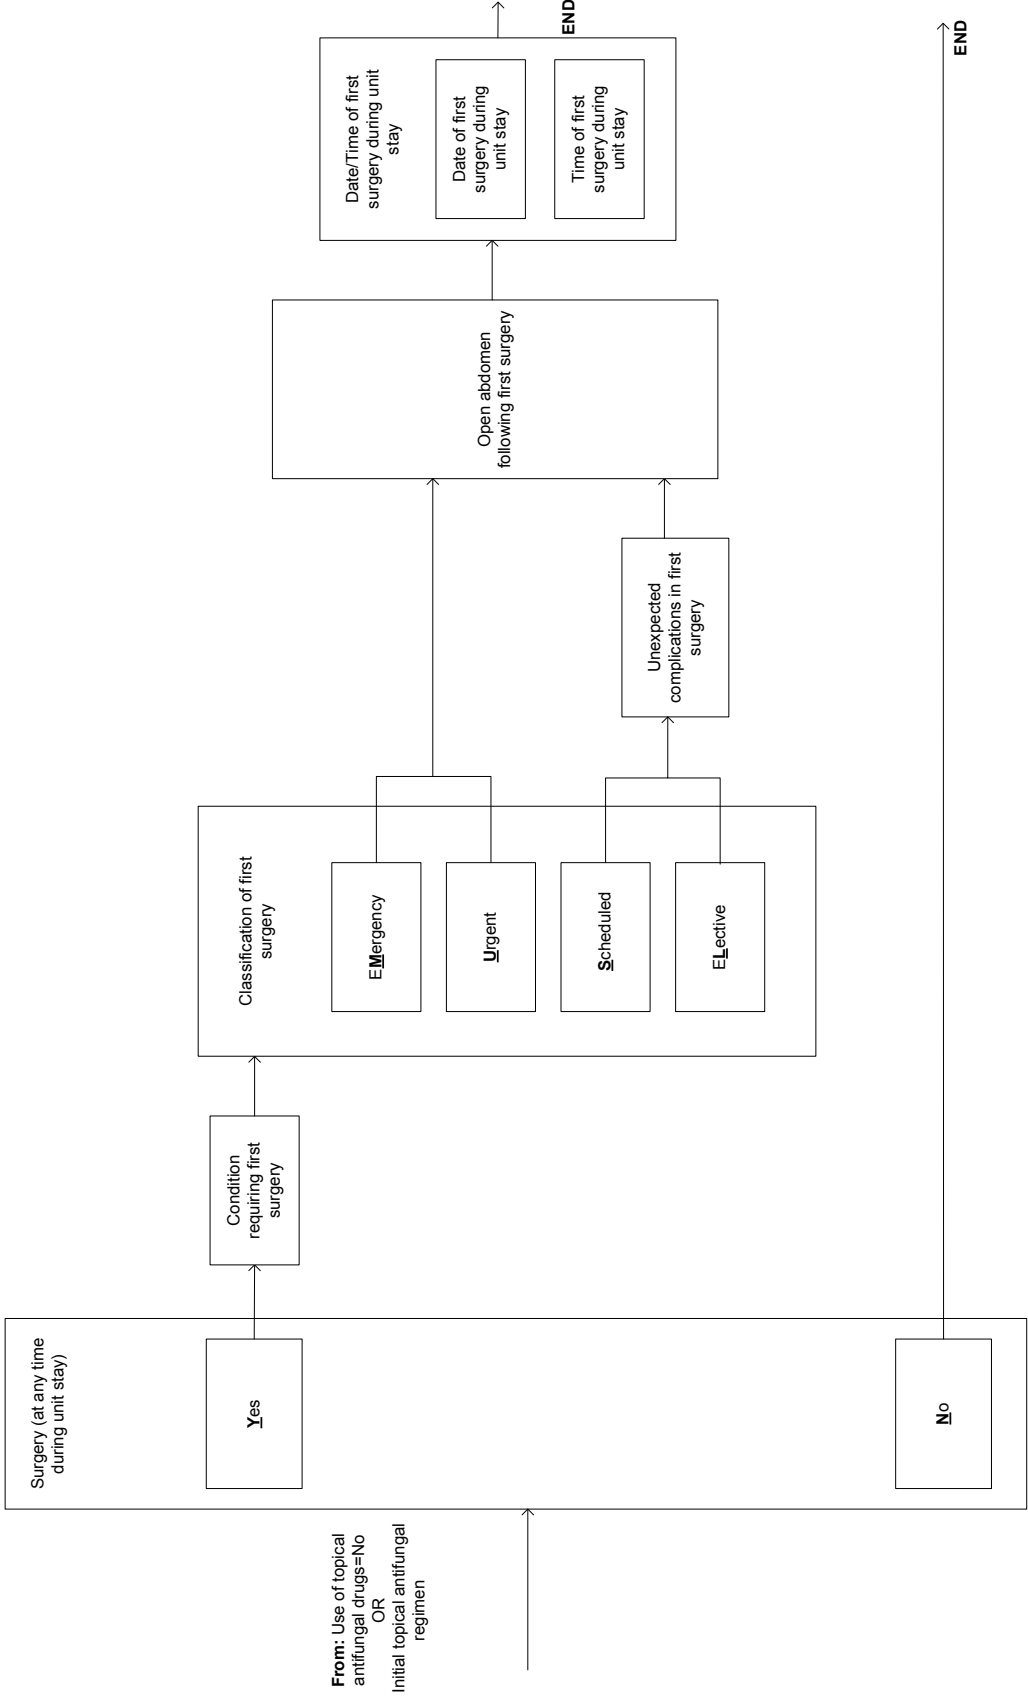 From: Use of topical
antifungal drugs=No
OR
Initial topical antifungal
regimen
Surgery (at any time
during unit stay)
Yes
No
Condition
requiring first
surgery
Classification of first
surgery
EMergency
Urgent
Scheduled
ELective
Unexpected
complications in first
surgery
Open abdomen
following first surgery
Date/Time of first
surgery during unit
stay
Date of first
surgery during
unit stay
Time of first
surgery during
unit stay
END
END